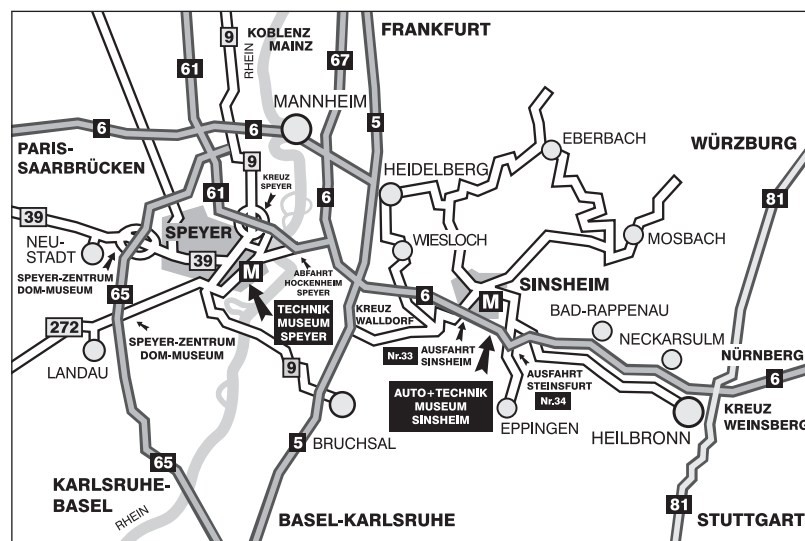 9
KOBLENZ
MAINZ
FRANKFURT
61
RHEIN
67
MANNHEIM
6
6
5
PARIS-
SAARBRÜCKEN
9
KREUZ
SPEYER
HEIDELBERG
EBERBACH
WÜRZBURG
61
6
81
39
NEU-
STADT
SPEYER
39
WIESLOCH
MOSBACH
SPEYER-ZENTRUM
DOM-MUSEUM
M
ABFAHRT
HOCKENHEIM
SPEYER
65
6
M
SINSHEIM
TECHNIK
MUSEUM
SPEYER
KREUZ
WALLDORF
BAD-RAPPENAU
272
SPEYER-ZENTRUM
DOM-MUSEUM
Nr.33
AUSFAHRT
SINSHEIM
NECKARSULM
NÜRNBERG
LANDAU
9
AUSFAHRT
STEINSFURT
Nr.34
6
AUTO+TECHNIK
MUSEUM
SINSHEIM
KREUZ
WEINSBERG
BRUCHSAL
5
EPPINGEN
HEILBRONN
65
KARLSRUHE-
BASEL
RHEIN
BASEL-KARLSRUHE
81
STUTTGART